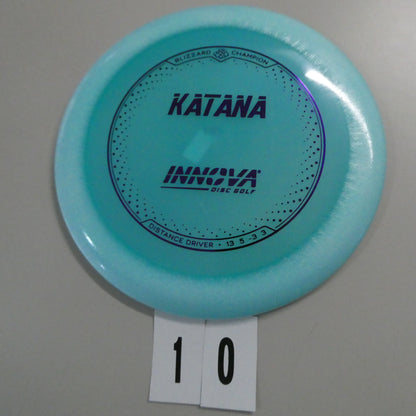 BLIZZARD CHAMPION
KATANA
INNOVA
DISC GOLF
DISTANCE DRIVER • 13 5 -3 3
1 0